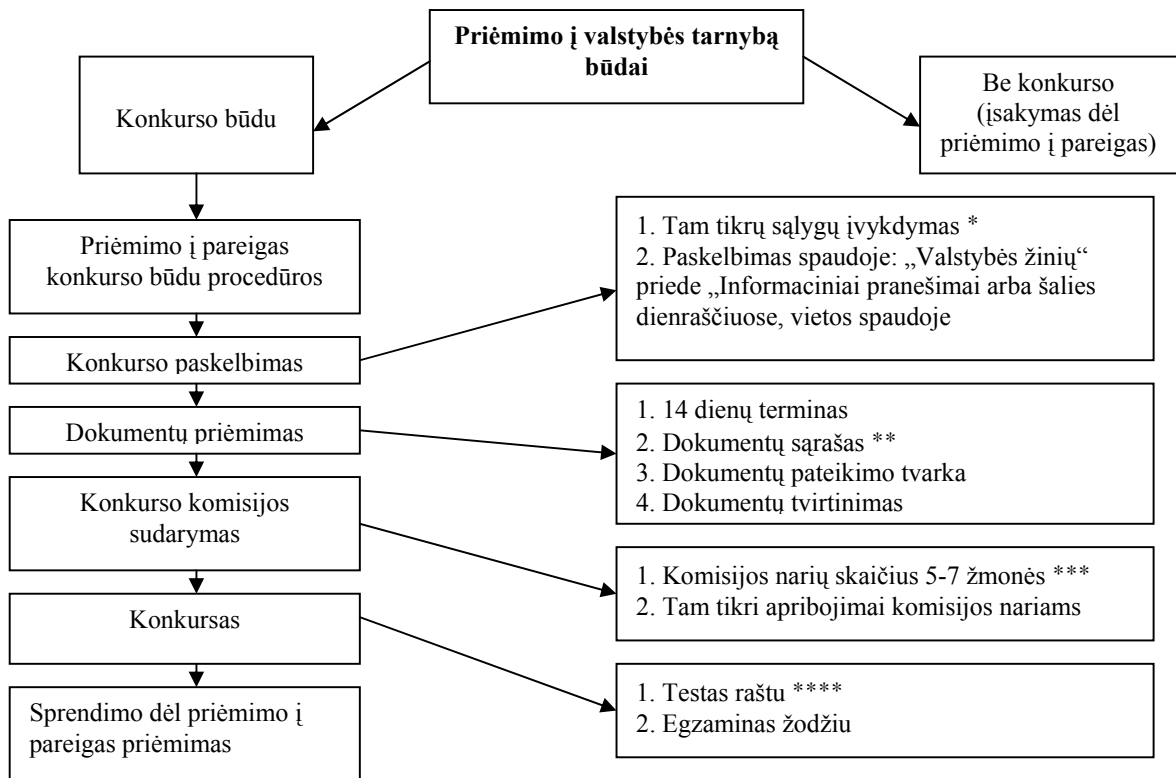 Priėmimo į valstybės tarnybą
būdai
Konkurso būdu
Be konkurso
(įsakymas dėl
priėmimo į pareigas)
Priėmimo į pareigas
konkurso būdu procedūros
1. Tam tikrų sąlygų įvykdymas *
2. Paskelbimas spaudoje: „Valstybės žinių“
priede „Informaciniai pranešimai arba šalies
dienraščiuose, vietos spaudoje
Konkurso paskelbimas
Dokumentų priėmimas
1. 14 dienų terminas
2. Dokumentų sąrašas **
3. Dokumentų pateikimo tvarka
4. Dokumentų tvirtinimas
Konkurso komisijos
sudarymas
1. Komisijos narių skaičius 5-7 žmonės ***
2. Tam tikri apribojimai komisijos nariams
Konkursas
1. Testas raštu ****
2. Egzaminas žodžiu
Sprendimo dėl priėmimo į
pareigas priėmimas